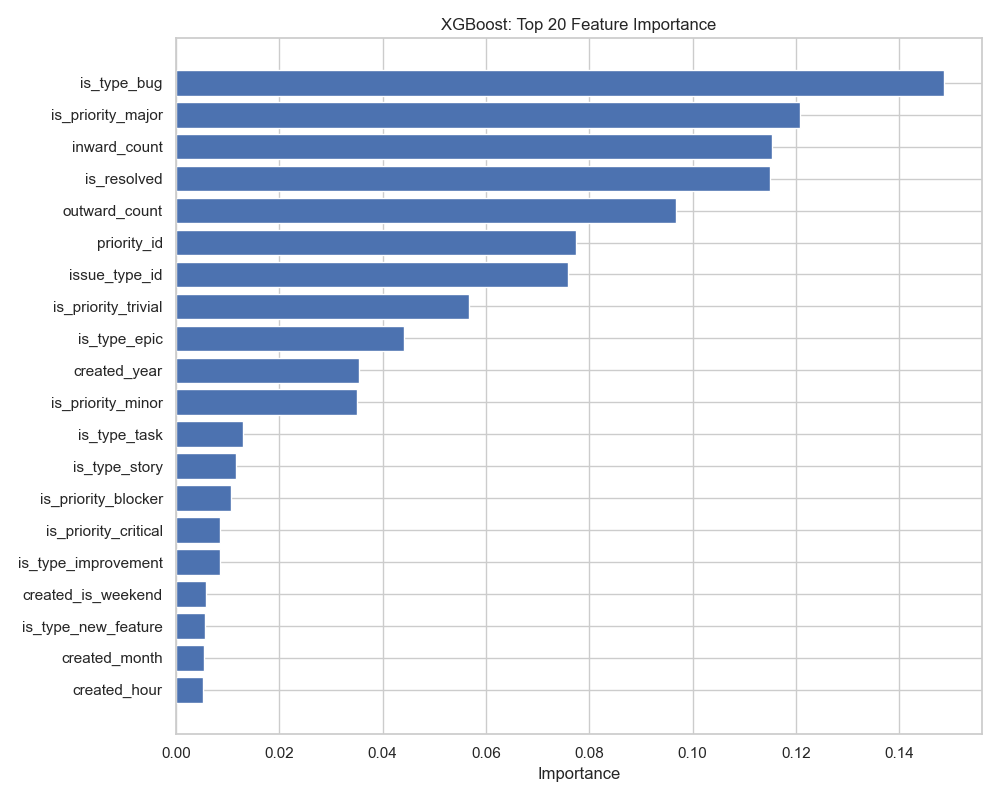 XGBoost: Top 20 Feature Importance
is_type_bug
is_priority_major
inward_count
is_resolved
outward_count
priority_id
issue_type_id
is_priority_trivial
is_type_epic
created_year
is_priority_minor
is_type_task
is_type_story
is_priority_blocker
is_priority_critical
is_type_improvement
created_is_weekend
is_type_new_feature
created_month
created_hour
0.00 0.02 0.04 0.06 0.08 0.10 0.12 0.14
Importance